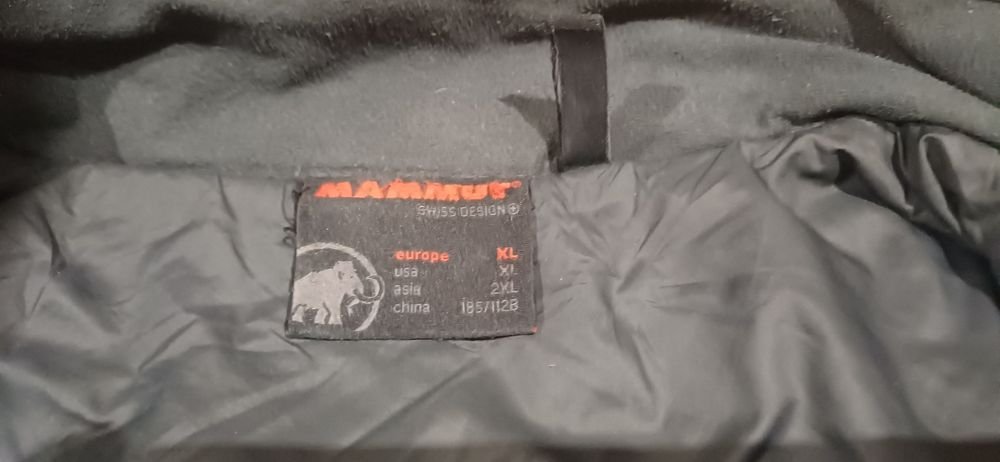 MAMMUT
SWISS DESIGN
europe XL
usa XL
asia 2XL
china 185/112B